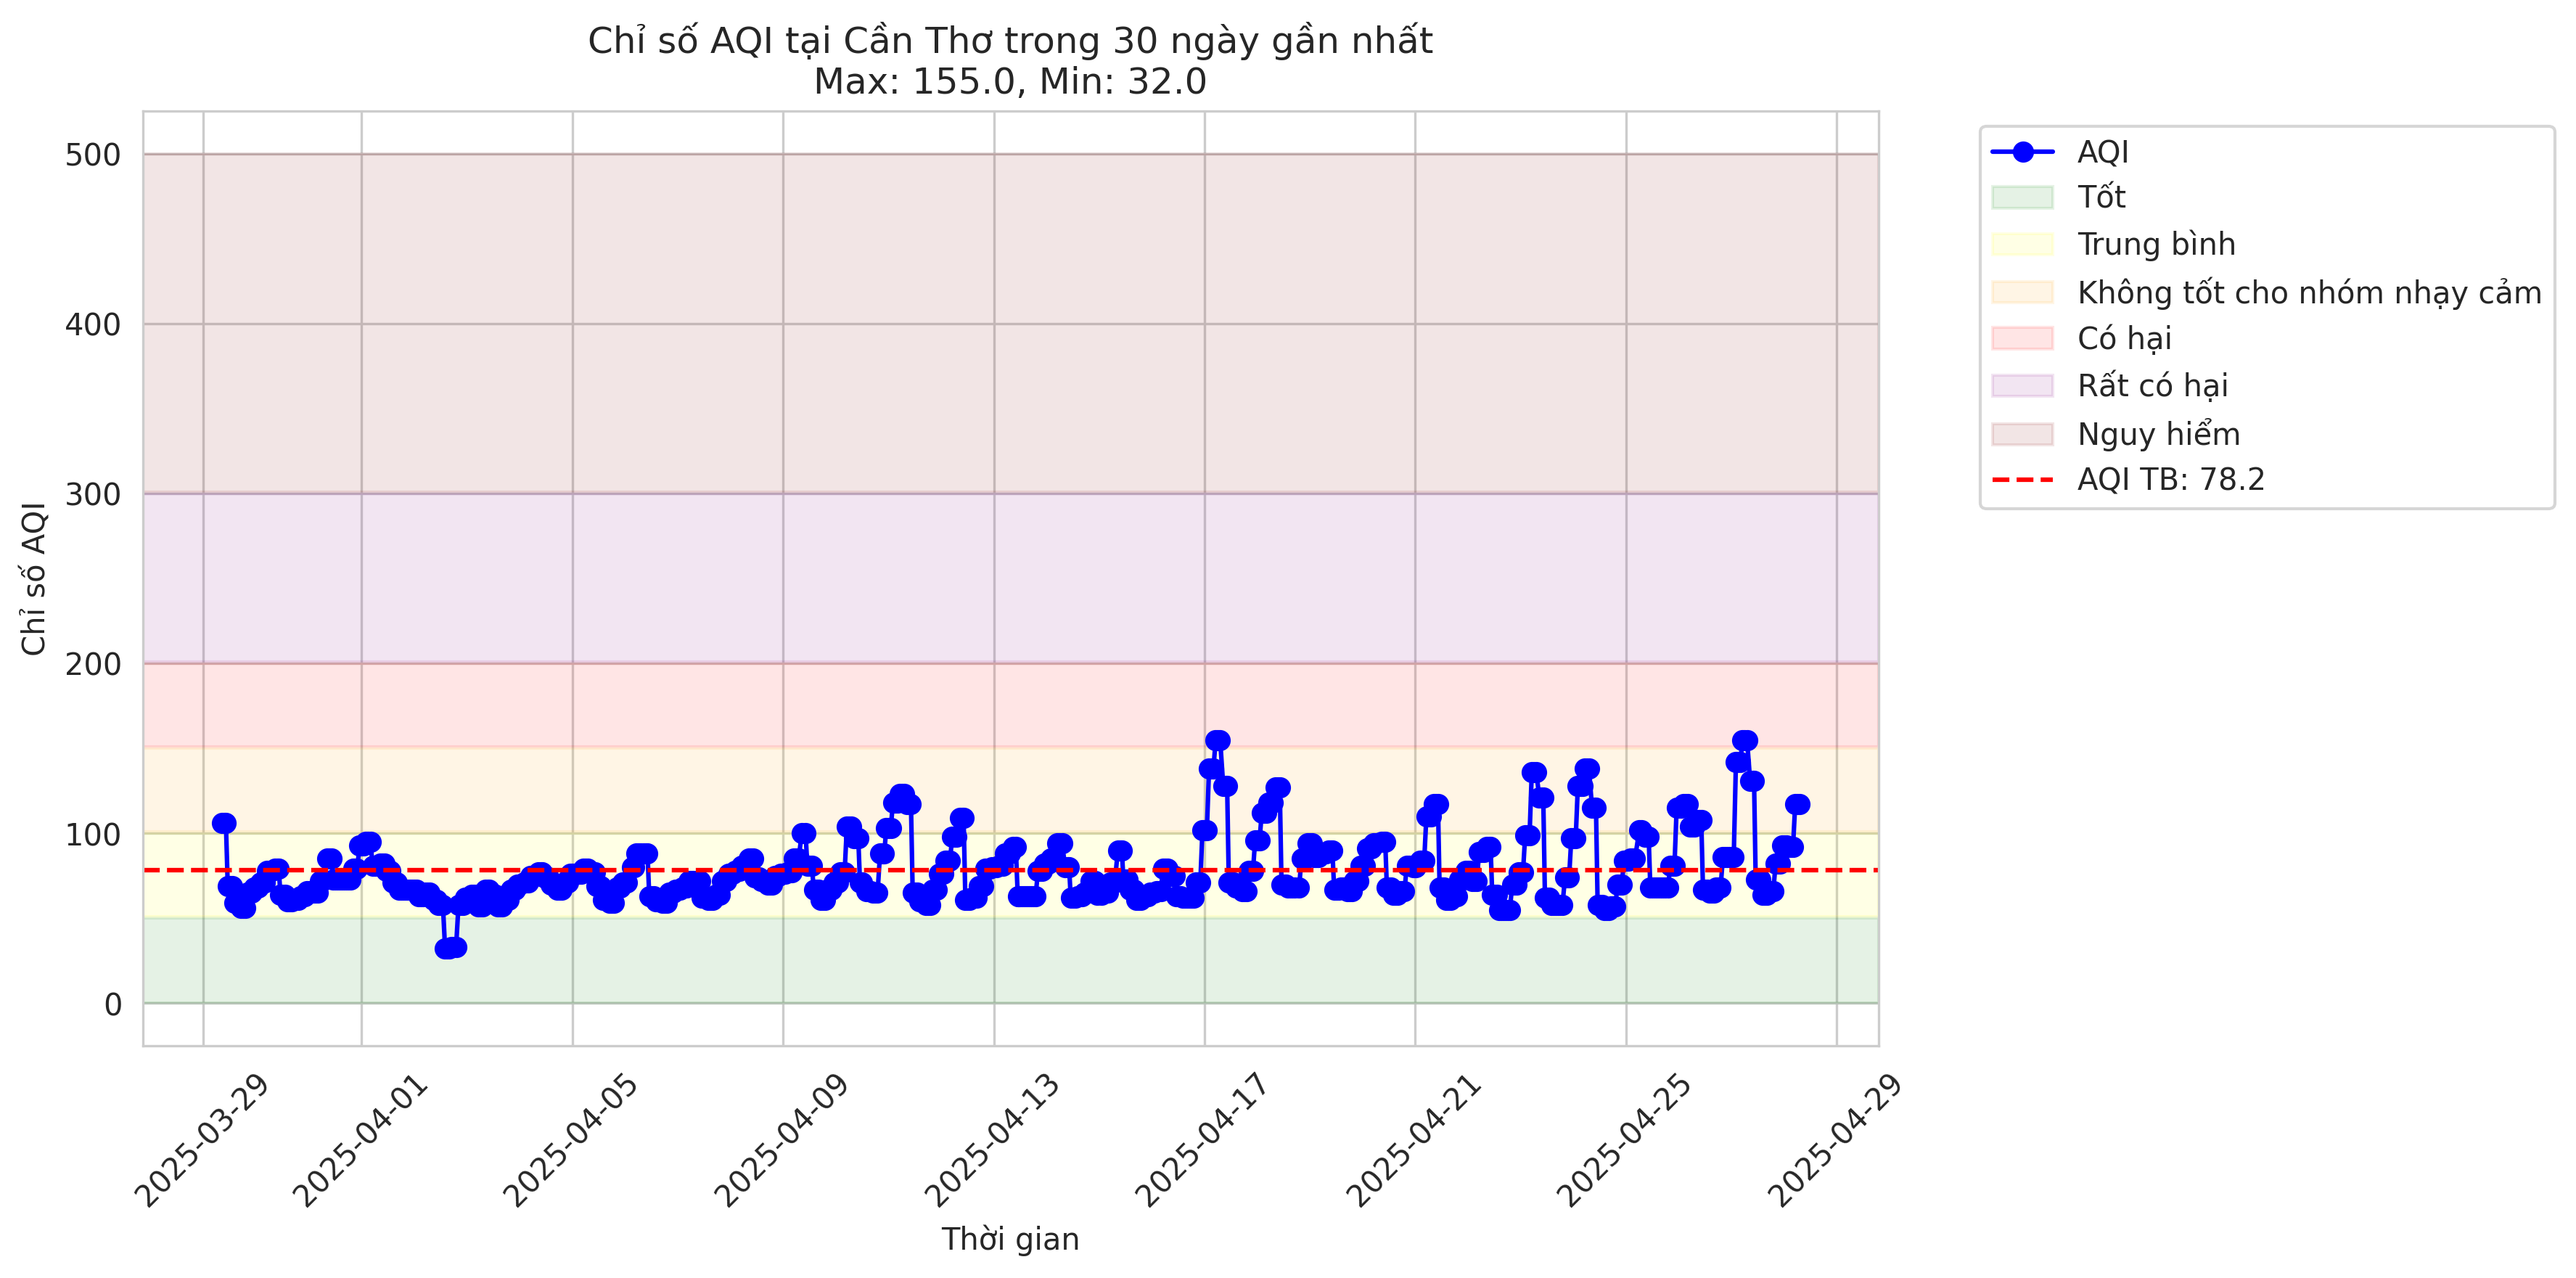 Chỉ số AQI tại Cần Thơ trong 30 ngày gần nhất
Max: 155.0, Min: 32.0
Chỉ số AQI
500
400
300
200
100
0
2025-03-29
2025-04-01
2025-04-05
2025-04-09
2025-04-13
2025-04-17
2025-04-21
2025-04-25
2025-04-29
Thời gian
AQI
Tốt
Trung bình
Không tốt cho nhóm nhạy cảm
Có hại
Rất có hại
Nguy hiểm
AQI TB: 78.2